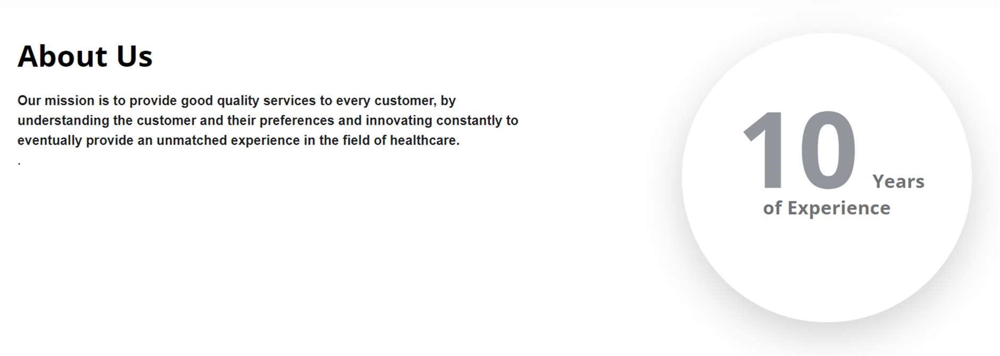 About Us
Our mission is to provide good quality services to every customer, by
understanding the customer and their preferences and innovating constantly to
eventually provide an unmatched experience in the field of healthcare.
.
10 Years
of Experience